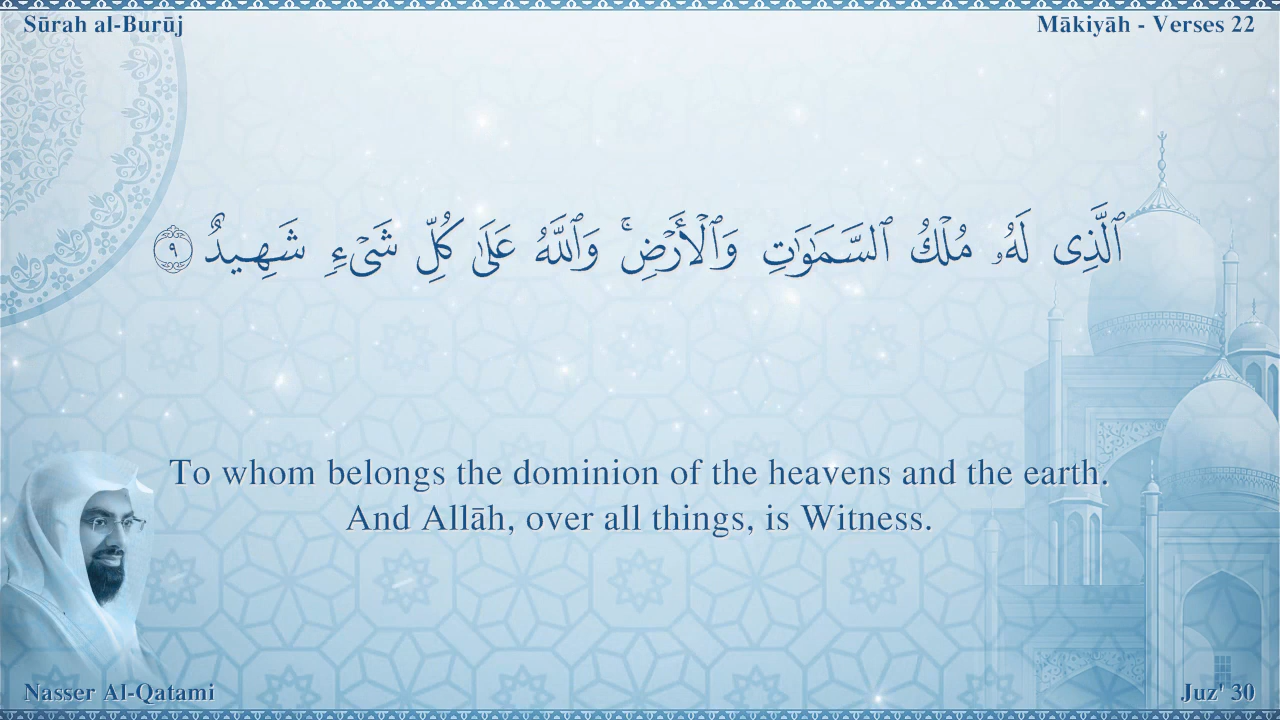 Sūrah al-Burūj
Mākiyāh - Verses 22
ٱلَّذِى لَهُۥ مُلْكُ ٱلسَّمَـٰوَٰتِ وَٱلْأَرْضِ ۚ وَٱللَّهُ عَلَىٰ كُلِّ شَىْءٍ شَهِيدٌ ٩
To whom belongs the dominion of the heavens and the earth.
And Allāh, over all things, is Witness.
Nasser Al-Qatami
Juz' 30